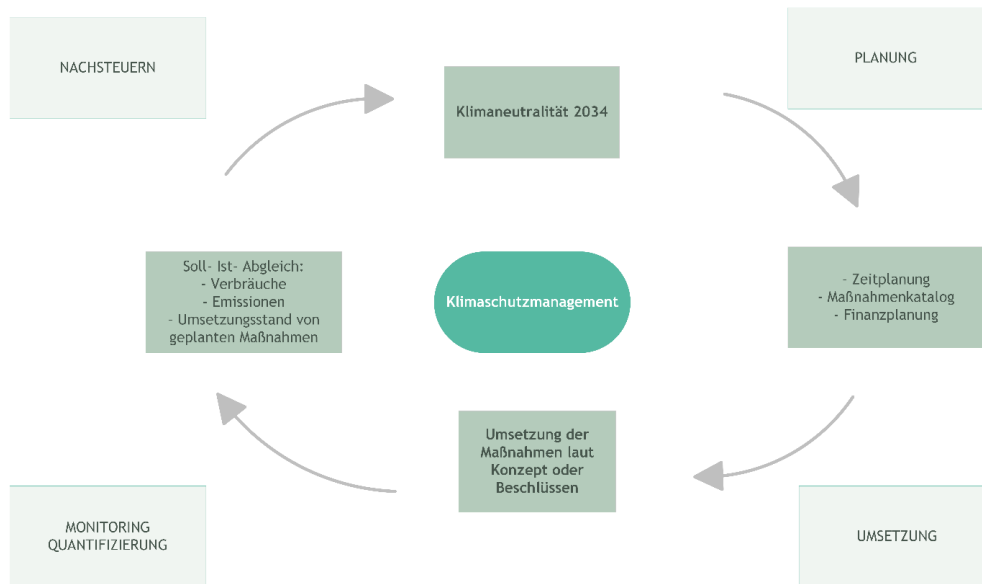 NACHSTEUERN
PLANUNG
Klimaneutralität 2034
Soll- Ist- Abgleich:
- Verbräuche
- Emissionen
- Umsetzungsstand von
geplanten Maßnahmen
Klimaschutzmanagement
- Zeitplanung
- Maßnahmenkatalog
- Finanzplanung
Umsetzung der
Maßnahmen laut
Konzept oder
Beschlüssen
MONITORING
QUANTIFIZIERUNG
UMSETZUNG